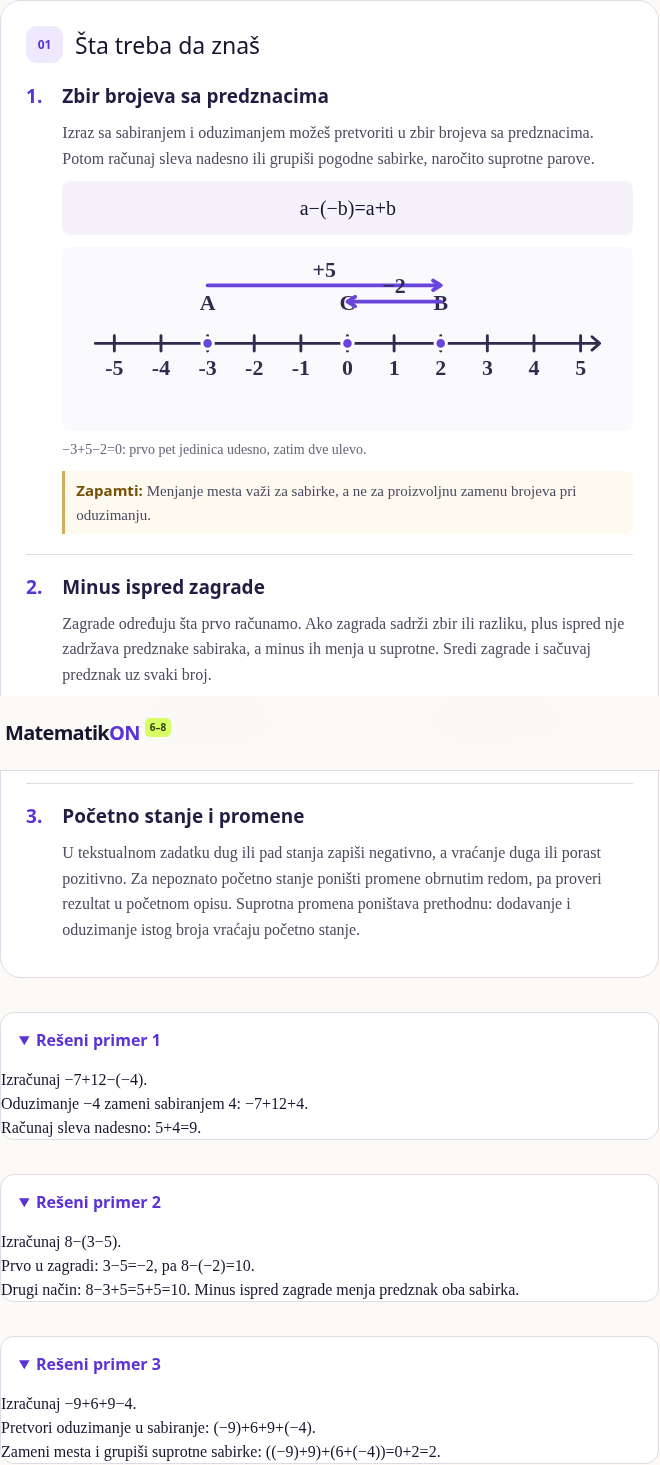 01 Šta treba da znaš
1. Zbir brojeva sa predznacima
Izraz sa sabiranjem i oduzimanjem možeš pretvoriti u zbir brojeva sa predznacima.
Potom računaj sleva nadesno ili grupiši pogodne sabirke, naročito suprotne parove.
a−(−b)=a+b
+5
−2
A C B
-5 -4 -3 -2 -1 0 1 2 3 4 5
−3+5−2=0: prvo pet jedinica udesno, zatim dve ulevo.
Zapamti: Menjanje mesta važi za sabirke, a ne za proizvoljnu zamenu brojeva pri
oduzimanju.
2. Minus ispred zagrade
Zagrade određuju šta prvo računamo. Ako zagrada sadrži zbir ili razliku, plus ispred nje
zadržava predznake sabiraka, a minus ih menja u suprotne. Sredi zagrade i sačuvaj
predznak uz svaki broj.
MatematikON 6–8
3. Početno stanje i promene
U tekstualnom zadatku dug ili pad stanja zapiši negativno, a vraćanje duga ili porast
pozitivno. Za nepoznato početno stanje poništi promene obrnutim redom, pa proveri
rezultat u početnom opisu. Suprotna promena poništava prethodnu: dodavanje i
oduzimanje istog broja vraćaju početno stanje.
▼ Rešeni primer 1
Izračunaj −7+12−(−4).
Oduzimanje −4 zameni sabiranjem 4: −7+12+4.
Računaj sleva nadesno: 5+4=9.
▼ Rešeni primer 2
Izračunaj 8−(3−5).
Prvo u zagradi: 3−5=−2, pa 8−(−2)=10.
Drugi način: 8−3+5=5+5=10. Minus ispred zagrade menja predznak oba sabirka.
▼ Rešeni primer 3
Izračunaj −9+6+9−4.
Pretvori oduzimanje u sabiranje: (−9)+6+9+(−4).
Zameni mesta i grupiši suprotne sabirke: ((−9)+9)+(6+(−4))=0+2=2.